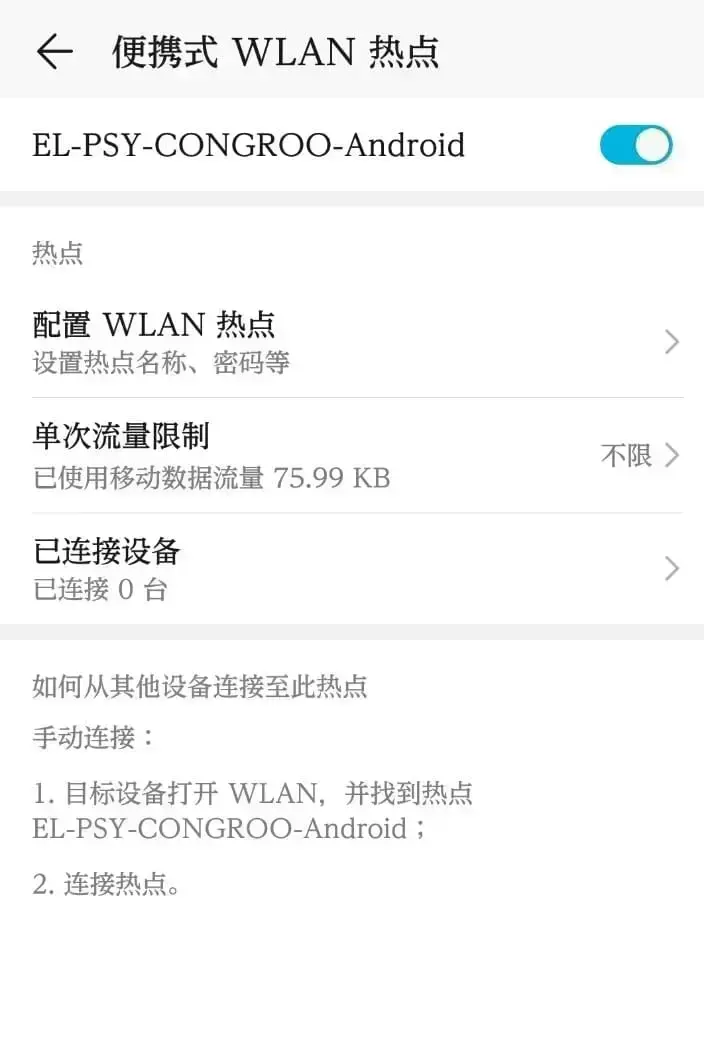 便携式 WLAN 热点
EL-PSY-CONGROO-Android
热点
配置 WLAN 热点
设置热点名称、密码等
单次流量限制
已使用移动数据流量 75.99 KB
不限
已连接设备
已连接 0 台
如何从其他设备连接至此热点
手动连接：
1. 目标设备打开 WLAN，并找到热点
EL-PSY-CONGROO-Android；
2. 连接热点。